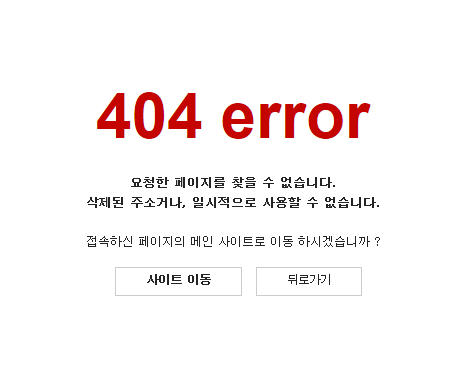 404 error
요청한 페이지를 찾을 수 없습니다.
삭제된 주소거나, 일시적으로 사용할 수 없습니다.
접속하신 페이지의 메인 사이트로 이동 하시겠습니까 ?
사이트 이동
뒤로가기